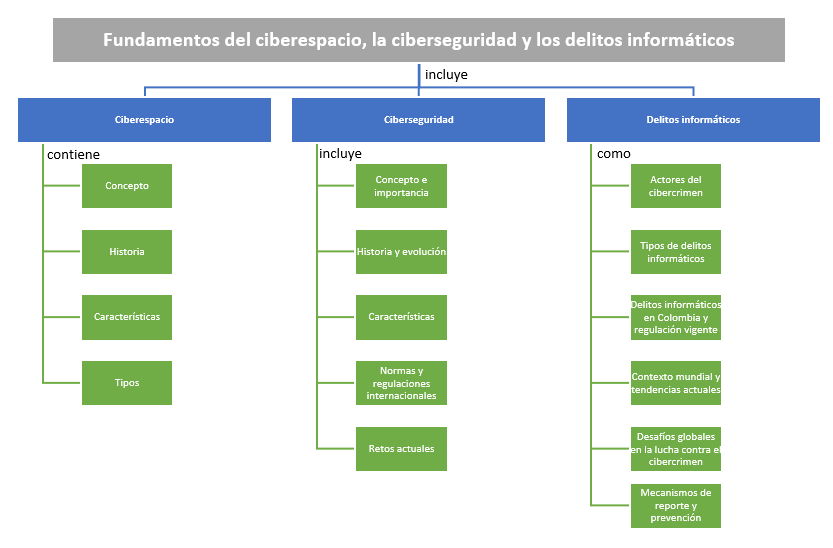 Fundamentos del ciberespacio, la ciberseguridad y los delitos informáticos
incluye
Ciberespacio
Ciberseguridad
Delitos informáticos
contiene
Concepto
Historia
Características
Tipos
incluye
Concepto e
importancia
Historia y evolución
Características
Normas y
regulaciones
internacionales
Retos actuales
como
Actores del
cibercrimen
Tipos de delitos
informáticos
Delitos informáticos
en Colombia y
regulación vigente
Contexto mundial y
tendencias actuales
Desafíos globales
en la lucha contra el
cibercrimen
Mecanismos de
reporte y
prevención